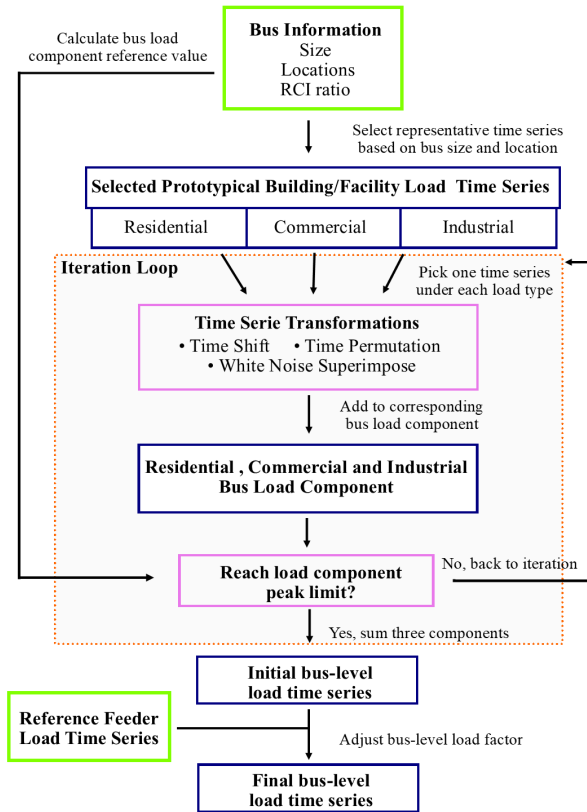 Bus Information
Size
Locations
RCI ratio
Calculate bus load
component reference value
Select representative time series
based on bus size and location
Selected Prototypical Building/Facility Load Time Series
Residential
Commercial
Industrial
Iteration Loop
Pick one time series
under each load type
Time Serie Transformations
• Time Shift • Time Permutation
• White Noise Superimpose
Add to corresponding
bus load component
Residential , Commercial and Industrial
Bus Load Component
Reach load component
peak limit?
No, back to iteration
Yes, sum three components
Initial bus-level
load time series
Reference Feeder
Load Time Series
Adjust bus-level load factor
Final bus-level
load time series